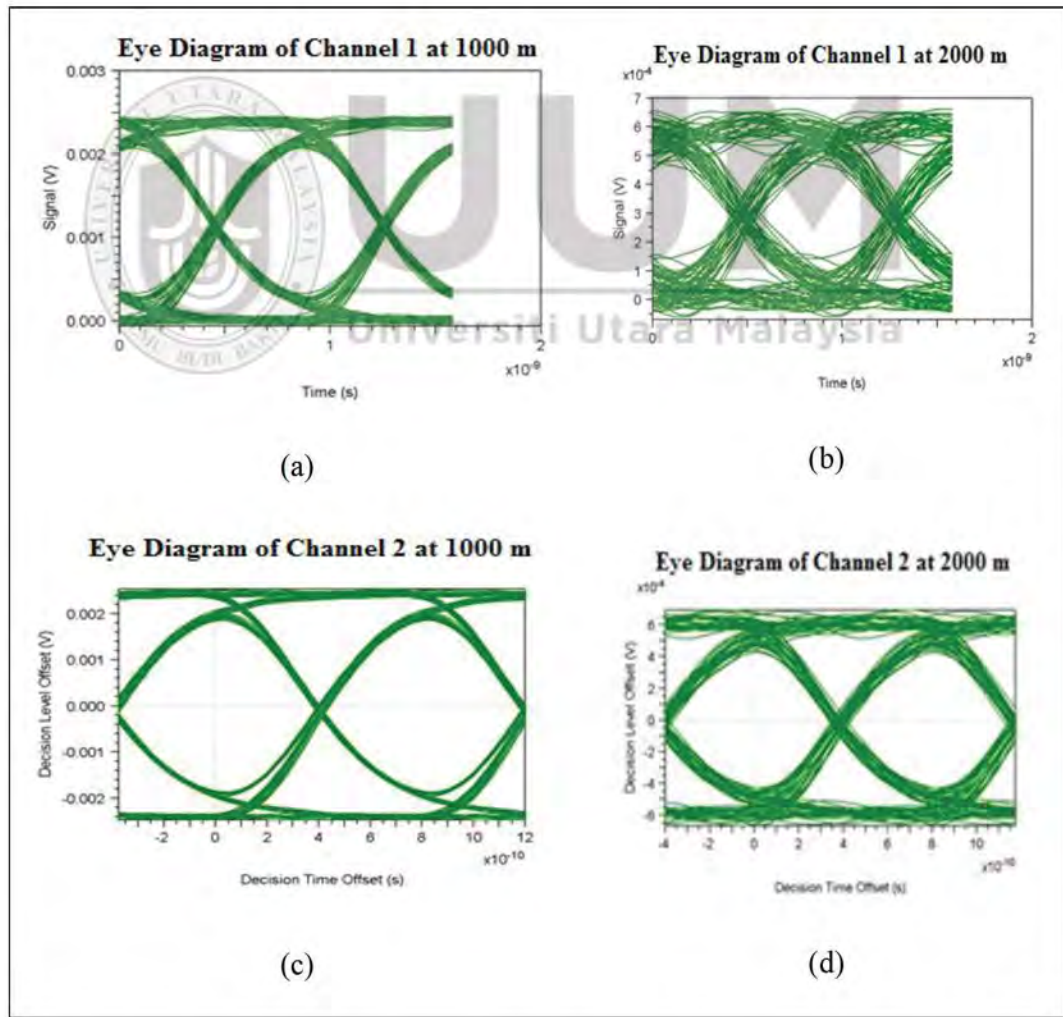 Eye Diagram of Channel 1 at 1000 m
0.003
0.002
0.001
0.000
Signal (V)
0
1
2
x10⁻⁹
Time (s)
(a)
Eye Diagram of Channel 1 at 2000 m
x10⁻⁴
7
6
5
4
3
2
1
0
Signal (V)
0
1
2
x10⁻⁹
Time (s)
(b)
UNIVERSITI UTARA MALAYSIA
UUM
Universiti Utara Malaysia
Eye Diagram of Channel 2 at 1000 m
0.002
0.001
0.000
-0.001
-0.002
Decision Level Offset (V)
-2
0
2
4
6
8
10
12
x10⁻¹⁰
Decision Time Offset (s)
(c)
Eye Diagram of Channel 2 at 2000 m
x10⁻⁴
6
4
2
0
-2
-4
-6
Decision Level Offset (V)
-4
-2
0
2
4
6
8
10
x10⁻¹⁰
Decision Time Offset (s)
(d)